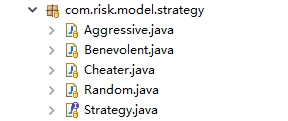 com.risk.model.strategy
Aggressive.java
Benevolent.java
Cheater.java
Random.java
Strategy.java